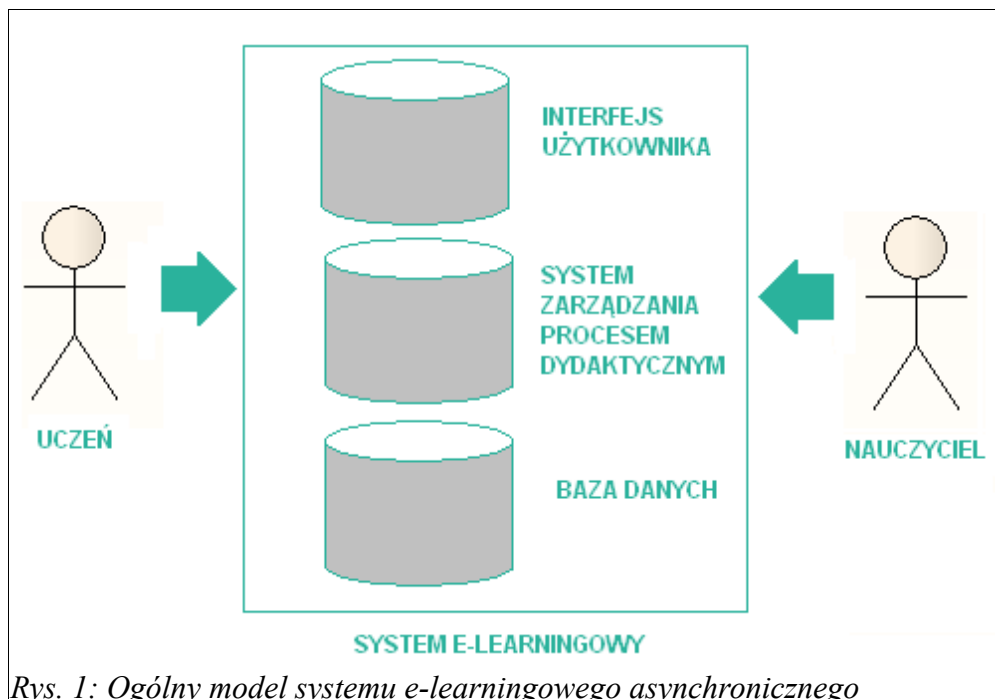 INTERFEJS
UŻYTKOWNIKA
SYSTEM
ZARZĄDZANIA
PROCESEM
DYDAKTYCZNYM
UCZEŃ
NAUCZYCIEL
BAZA DANYCH
SYSTEM E-LEARNINGOWY
Rys. 1: Ogólny model systemu e-learningowego asynchronicznego